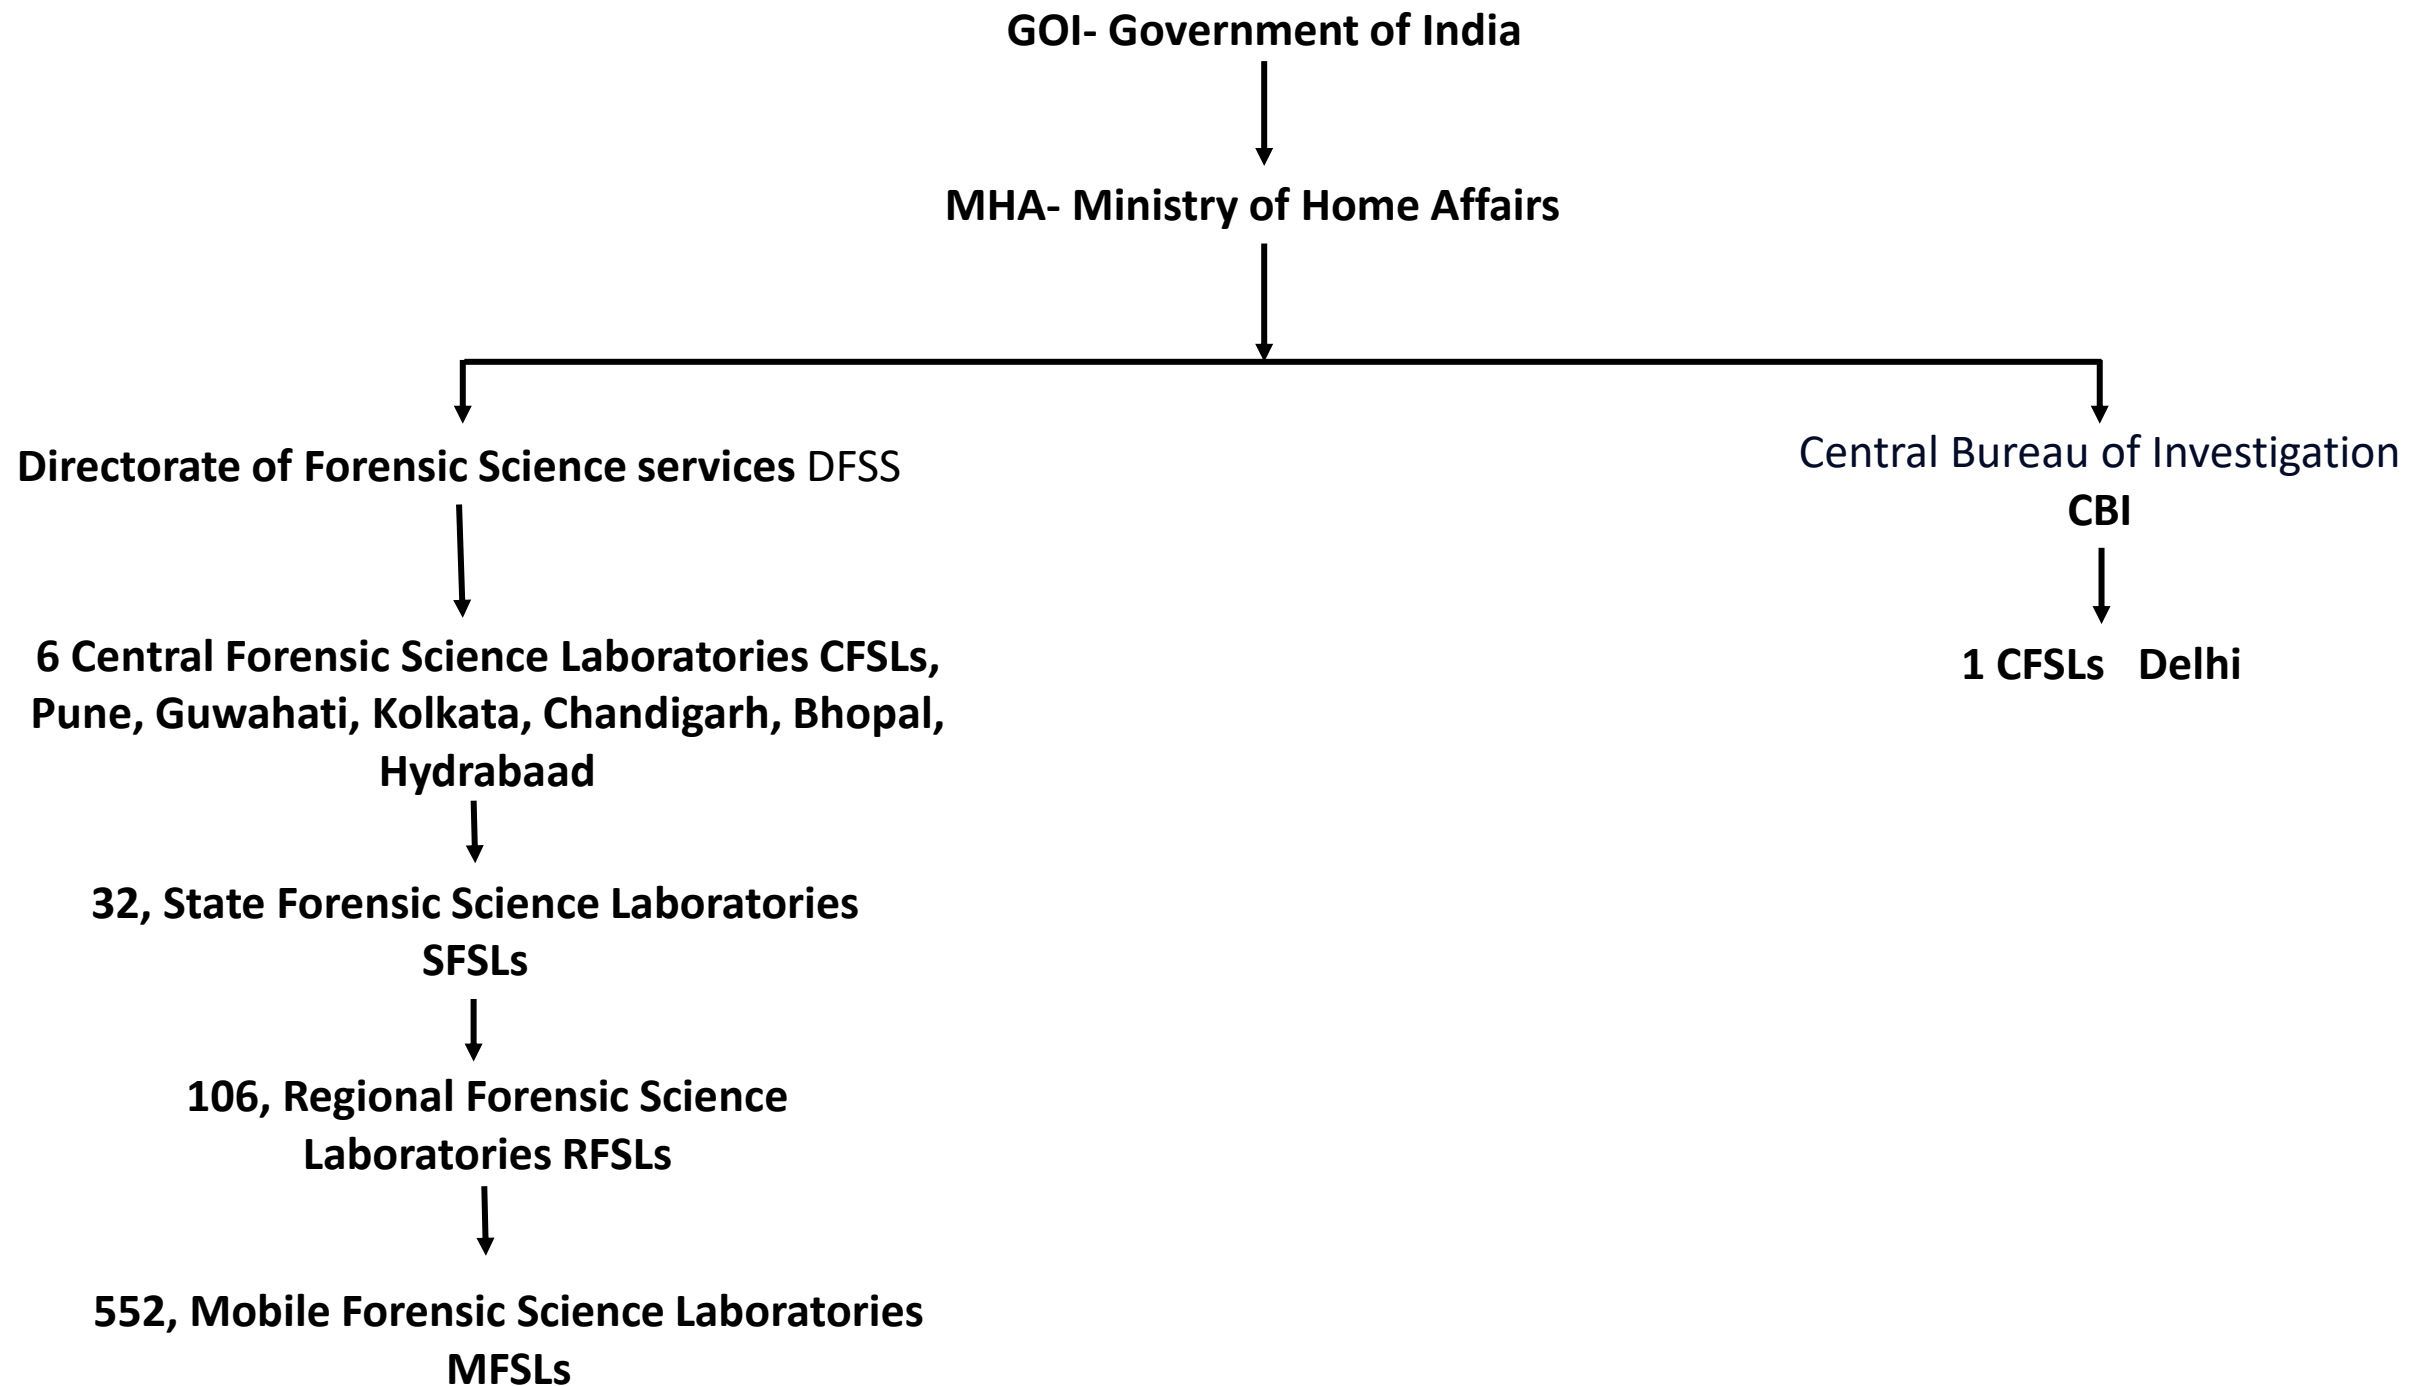 GOI- Government of India
MHA- Ministry of Home Affairs
Directorate of Forensic Science services DFSS
Central Bureau of Investigation
CBI
6 Central Forensic Science Laboratories CFSLs,
Pune, Guwahati, Kolkata, Chandigarh, Bhopal,
Hydrabaad
1 CFSLs Delhi
32, State Forensic Science Laboratories
SFSLs
106, Regional Forensic Science
Laboratories RFSLs
552, Mobile Forensic Science Laboratories
MFSLs